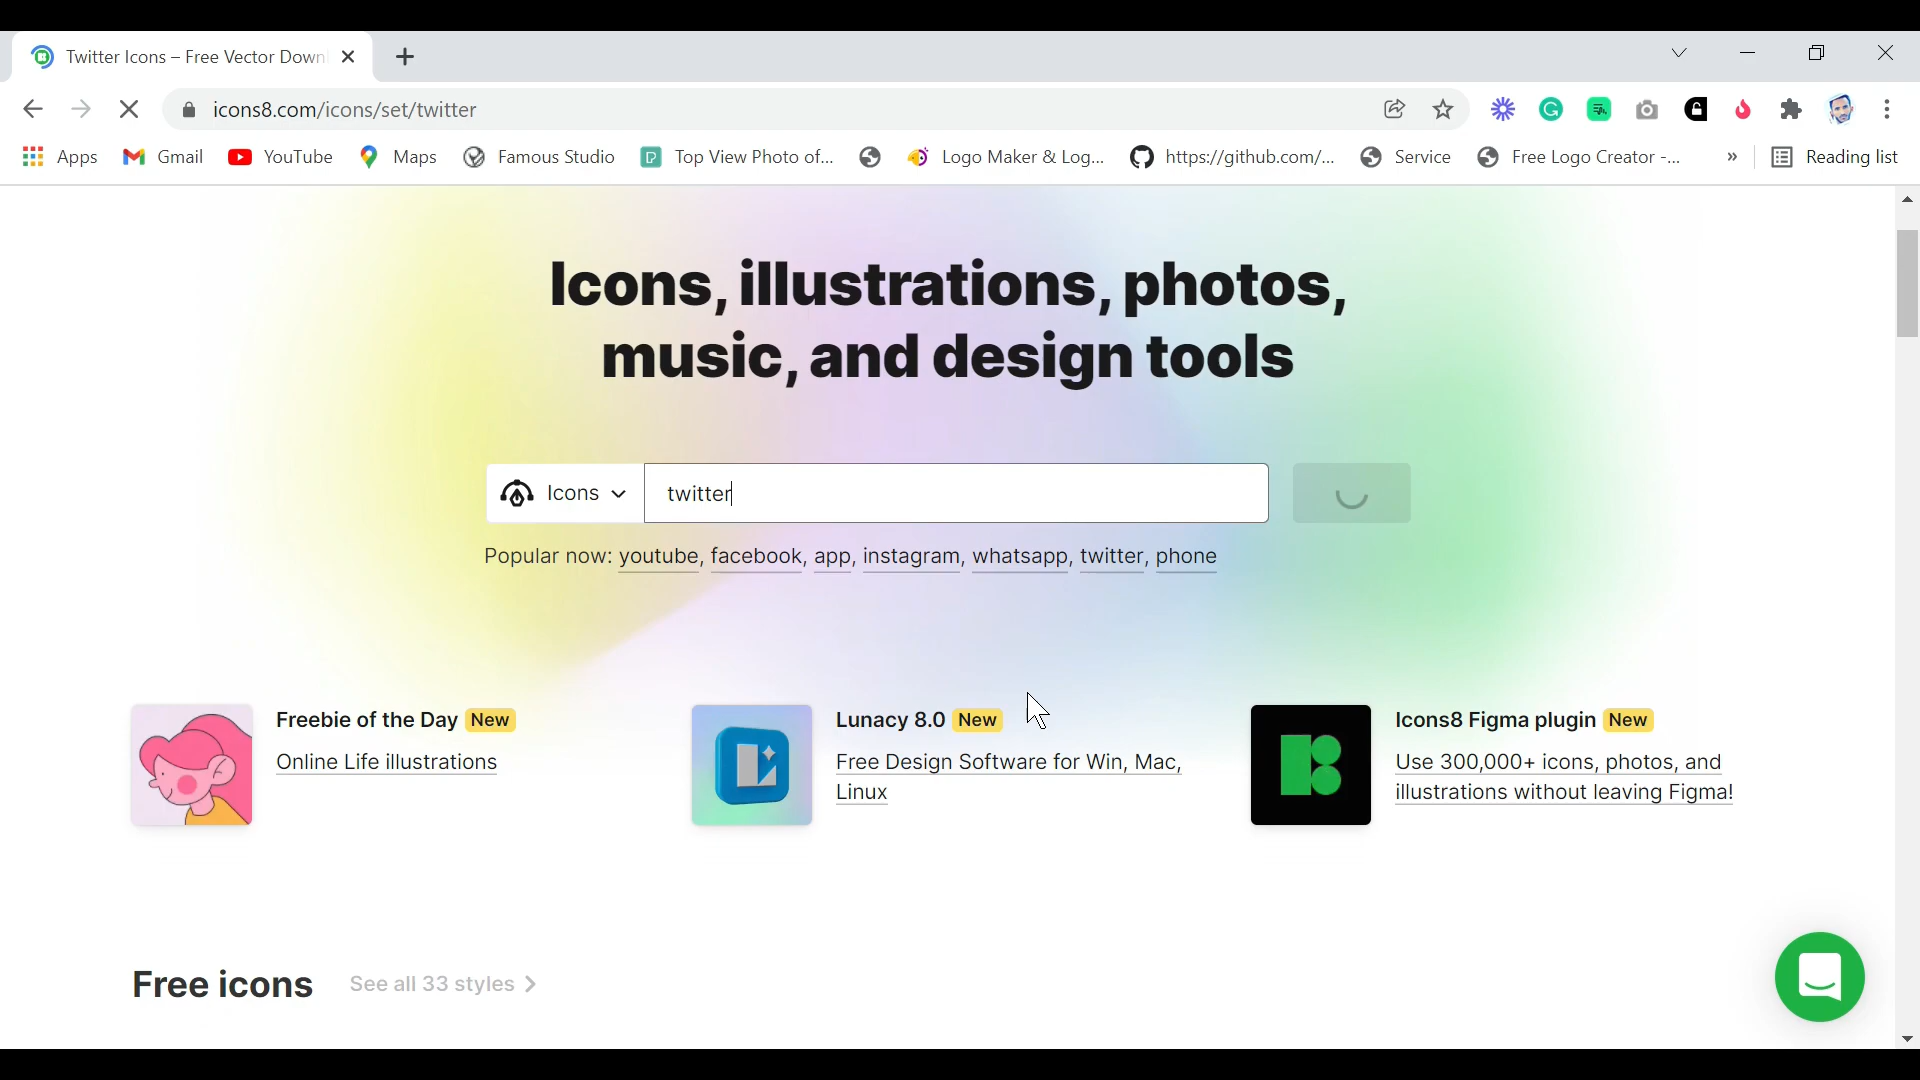 Twitter Icons – Free Vector Down
icons8.com/icons/set/twitter
Apps Gmail YouTube Maps Famous Studio Top View Photo of... Logo Maker & Log... https://github.com/... Service Free Logo Creator -... » Reading list
Icons, illustrations, photos,
music, and design tools
Icons twitter
Popular now: youtube, facebook, app, instagram, whatsapp, twitter, phone
Freebie of the Day New
Online Life illustrations
Lunacy 8.0 New
Free Design Software for Win, Mac,
Linux
Icons8 Figma plugin New
Use 300,000+ icons, photos, and
illustrations without leaving Figma!
Free icons See all 33 styles